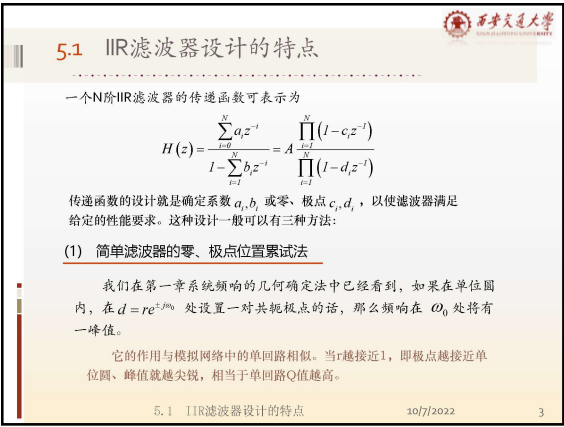 西安交通大學
XI'AN JIAOTONG UNIVERSITY
5.1 IIR滤波器设计的特点
一个N阶IIR滤波器的传递函数可表示为
H(z) = \frac{\sum_{i=0}^{N} a_i z^{-i}}{1-\sum_{i=1}^{N} b_i z^{-i}} = A \frac{\prod_{i=1}^{N} (1-c_i z^{-1})}{\prod_{i=1}^{N} (1-d_i z^{-1})}
传递函数的设计就是确定系数 a_i, b_i 或零、极点 c_i, d_i ，以使滤波器满足
给定的性能要求。这种设计一般可以有三种方法：
(1) 简单滤波器的零、极点位置累试法
我们在第一章系统频响的几何确定法中已经看到，如果在单位圆
内，在 d = re^{±jω_0} 处设置一对共轭极点的话，那么频响在 ω_0 处将有
一峰值。
它的作用与模拟网络中的单回路相似。当r越接近1，即极点越接近单
位圆、峰值就越尖锐，相当于单回路Q值越高。
5.1 IIR滤波器设计的特点 10/7/2022 3